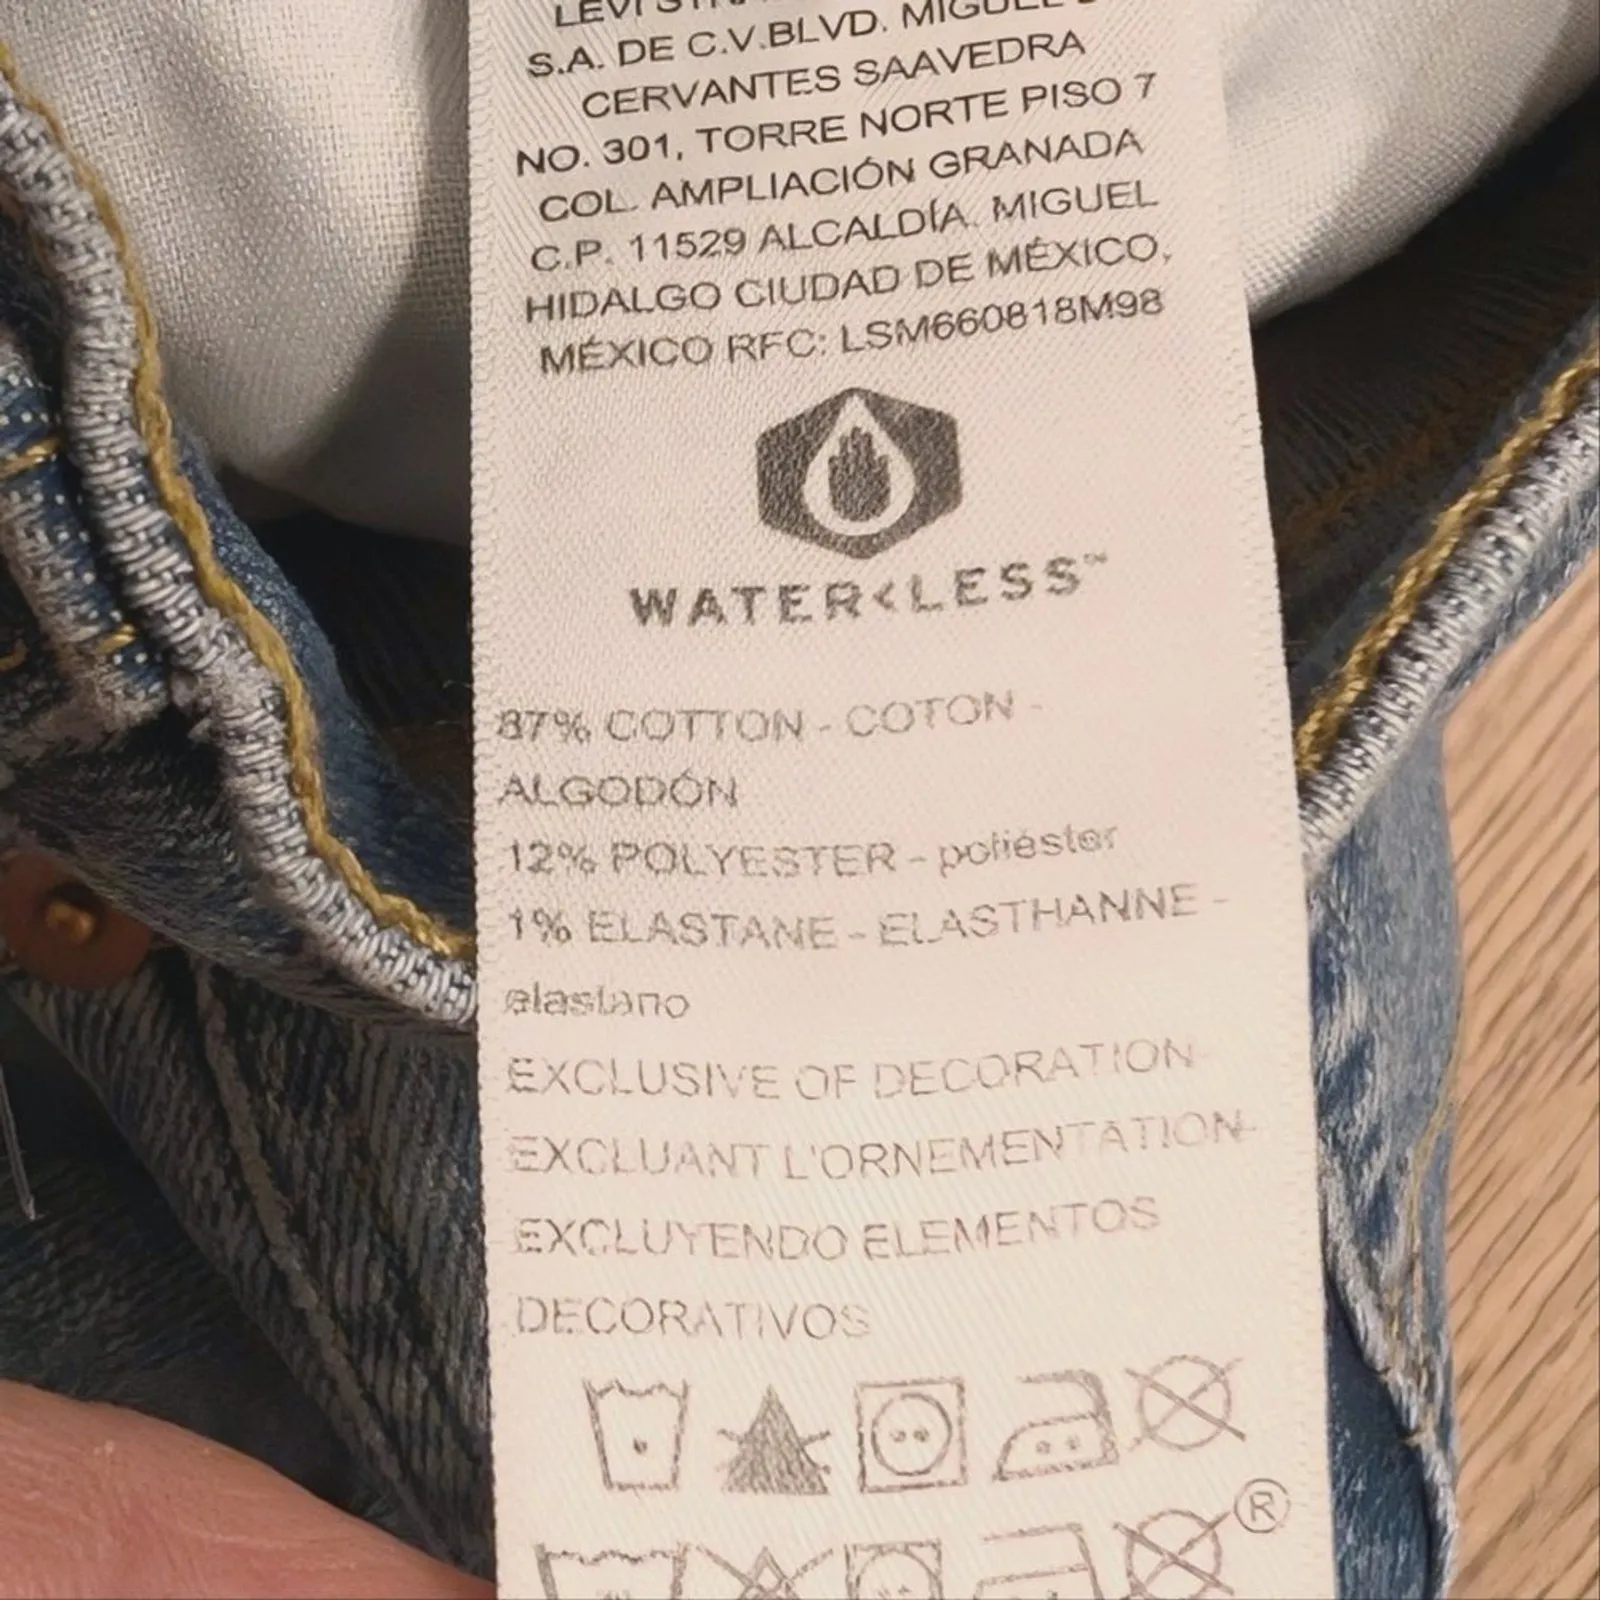 LEVI STRA
S.A. DE C.V.BLVD. MIGUEL
CERVANTES SAAVEDRA
NO. 301, TORRE NORTE PISO 7
COL. AMPLIACIÓN GRANADA
C.P. 11529 ALCALDÍA. MIGUEL
HIDALGO CIUDAD DE MÉXICO,
MÉXICO RFC: LSM660818M98
WATER<LESS™
87% COTTON - COTON -
ALGODÓN
12% POLYESTER - poliéster
1% ELASTANE - ELASTHANNE -
elastano
EXCLUSIVE OF DECORATION
EXCLUANT L'ORNEMENTATION
EXCLUYENDO ELEMENTOS
DECORATIVOS
®